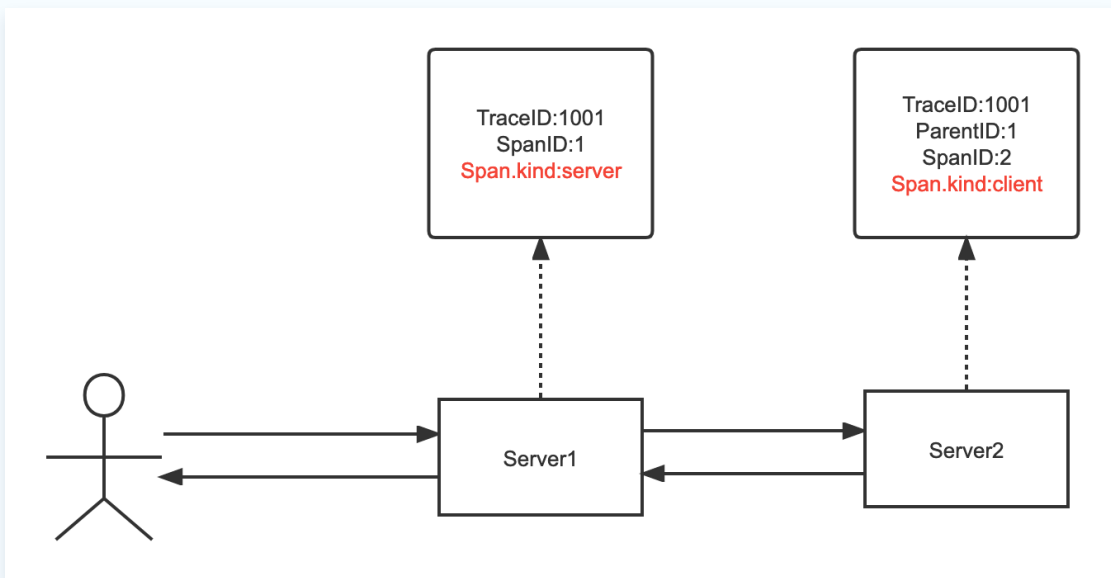 TraceID:1001
SpanID:1
Span.kind:server
TraceID:1001
ParentID:1
SpanID:2
Span.kind:client
Server1
Server2